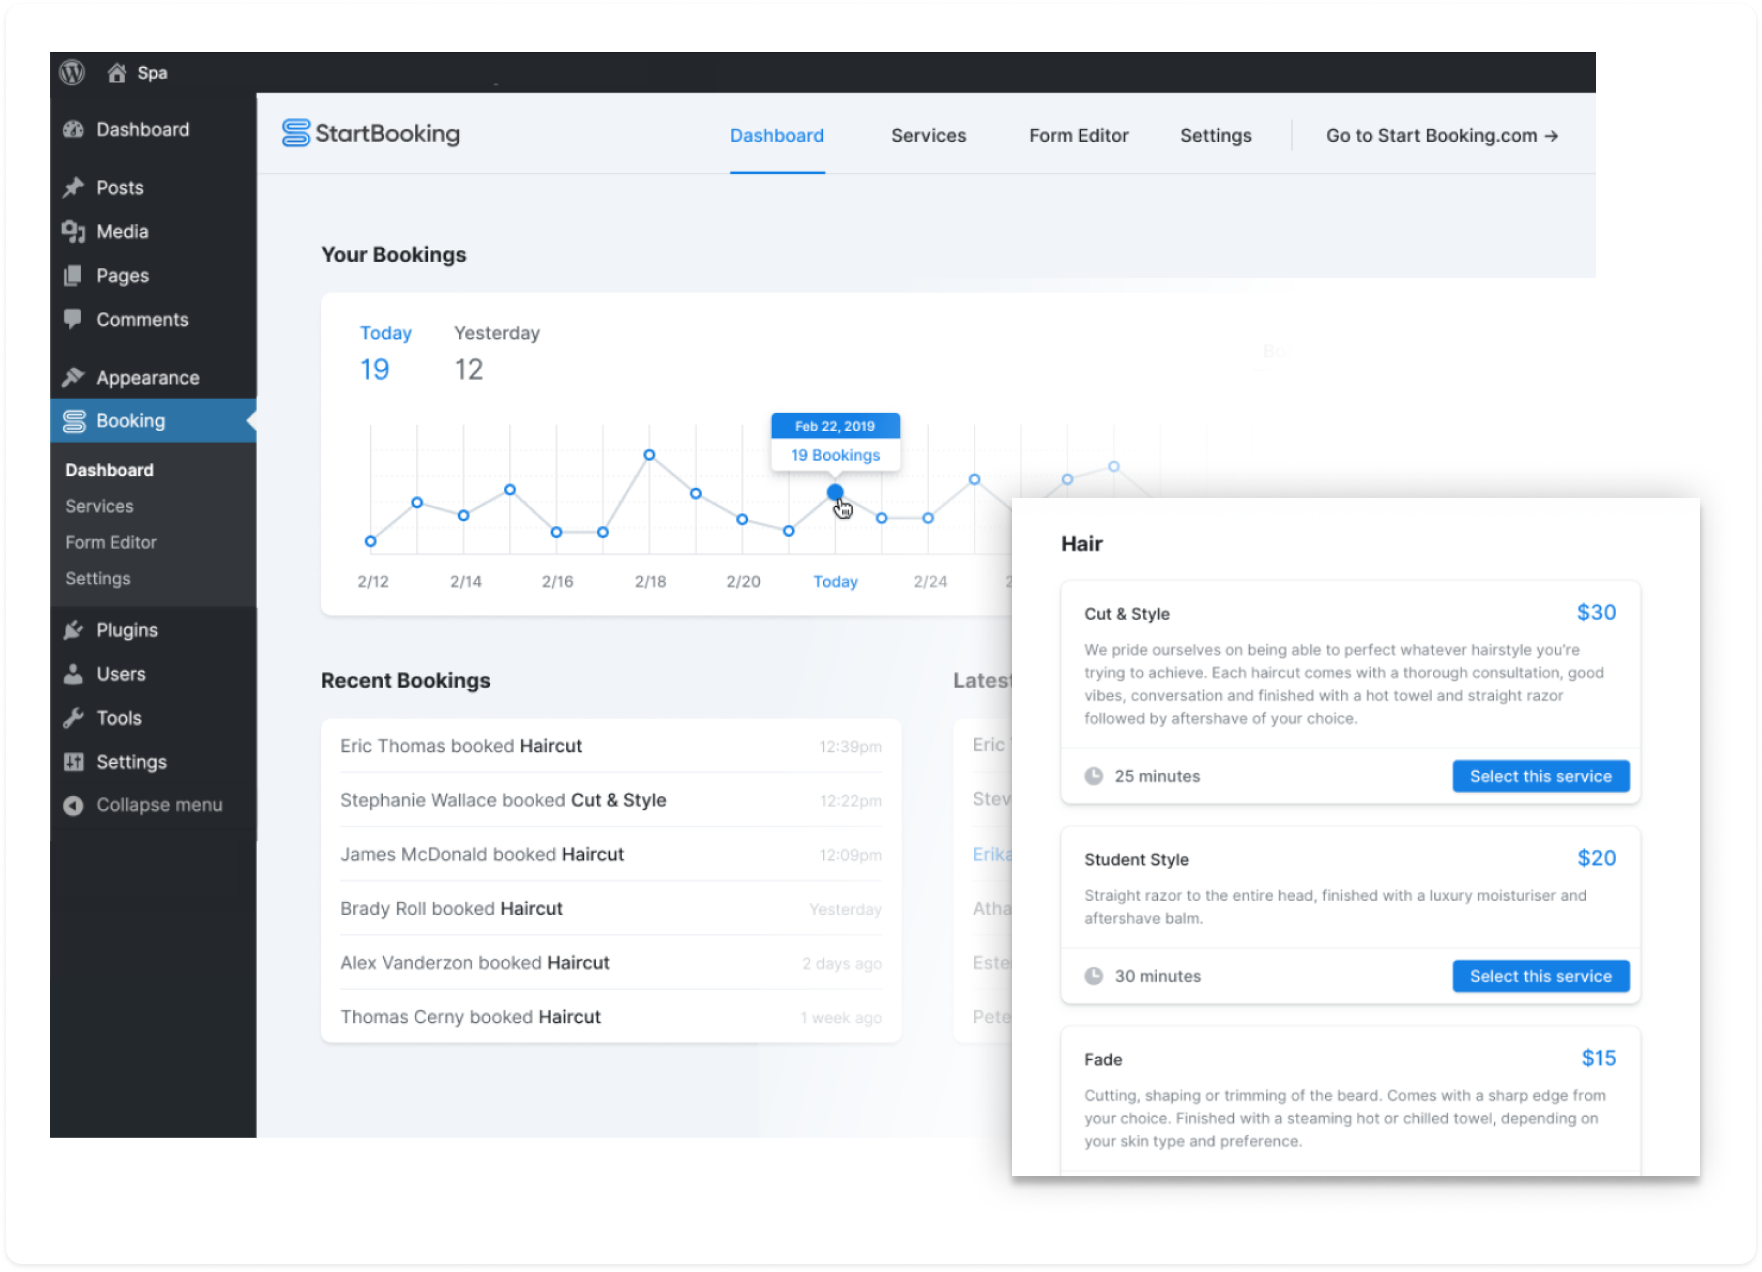 Spa
Dashboard
Posts
Media
Pages
Comments
Appearance
Booking
Dashboard
Services
Form Editor
Settings
Plugins
Users
Tools
Settings
Collapse menu
StartBooking
Dashboard
Services
Form Editor
Settings
Go to Start Booking.com →
Your Bookings
Today
Yesterday
19
12
Feb 22, 2019
19 Bookings
2/12
2/14
2/16
2/18
2/20
Today
2/24
Recent Bookings
Eric Thomas booked Haircut
12:39pm
Stephanie Wallace booked Cut & Style
12:22pm
James McDonald booked Haircut
12:09pm
Brady Roll booked Haircut
Yesterday
Alex Vanderzon booked Haircut
2 days ago
Thomas Cerny booked Haircut
1 week ago
Latest
Eric
Stev
Erika
Atha
Este
Pete
Hair
Cut & Style
$30
We pride ourselves on being able to perfect whatever hairstyle you're
trying to achieve. Each haircut comes with a thorough consultation, good
vibes, conversation and finished with a hot towel and straight razor
followed by aftershave of your choice.
25 minutes
Select this service
Student Style
$20
Straight razor to the entire head, finished with a luxury moisturiser and
aftershave balm.
30 minutes
Select this service
Fade
$15
Cutting, shaping or trimming of the beard. Comes with a sharp edge from
your choice. Finished with a steaming hot or chilled towel, depending on
your skin type and preference.